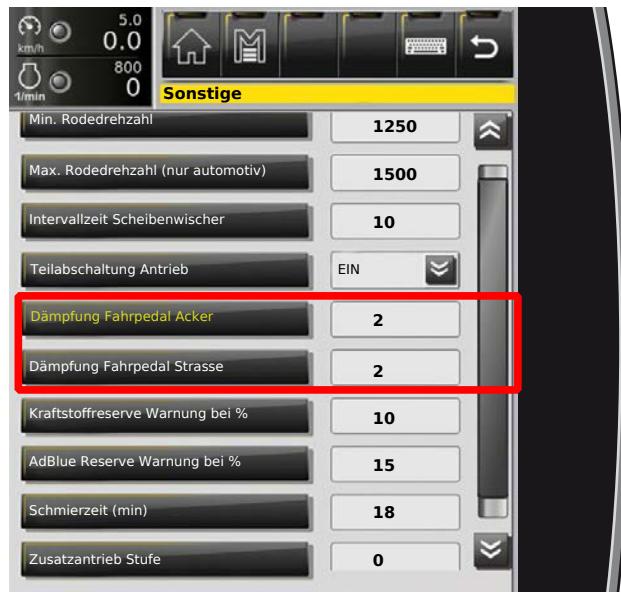 5.0
km/h 0.0
800
1/min 0
Sonstige
Min. Rodedrehzahl 1250
Max. Rodedrehzahl (nur automotiv) 1500
Intervallzeit Scheibenwischer 10
Teilabschaltung Antrieb EIN
Dämpfung Fahrpedal Acker 2
Dämpfung Fahrpedal Strasse 2
Kraftstoffreserve Warnung bei % 10
AdBlue Reserve Warnung bei % 15
Schmierzeit (min) 18
Zusatzantrieb Stufe 0